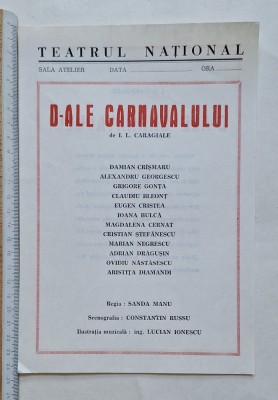 TEATRUL NAȚIONAL
SALA ATELIER DATA ORA
D-ALE CARNAVALULUI
de I. L. CARAGIALE
DAMIAN CRÎȘMARU
ALEXANDRU GEORGESCU
GRIGORE GONȚA
CLAUDIU BLEONȚ
EUGEN CRISTEA
IOANA BULCĂ
MAGDALENA CERNAT
CRISTIAN ȘTEFĂNESCU
MARIAN NEGRESCU
ADRIAN DRĂGUȘIN
OVIDIU NĂSTĂSESCU
ARISTIȚA DIAMANDI
Regia : SANDA MANU
Scenografia : CONSTANTIN RUSSU
Ilustrația muzicală : ing. LUCIAN IONESCU